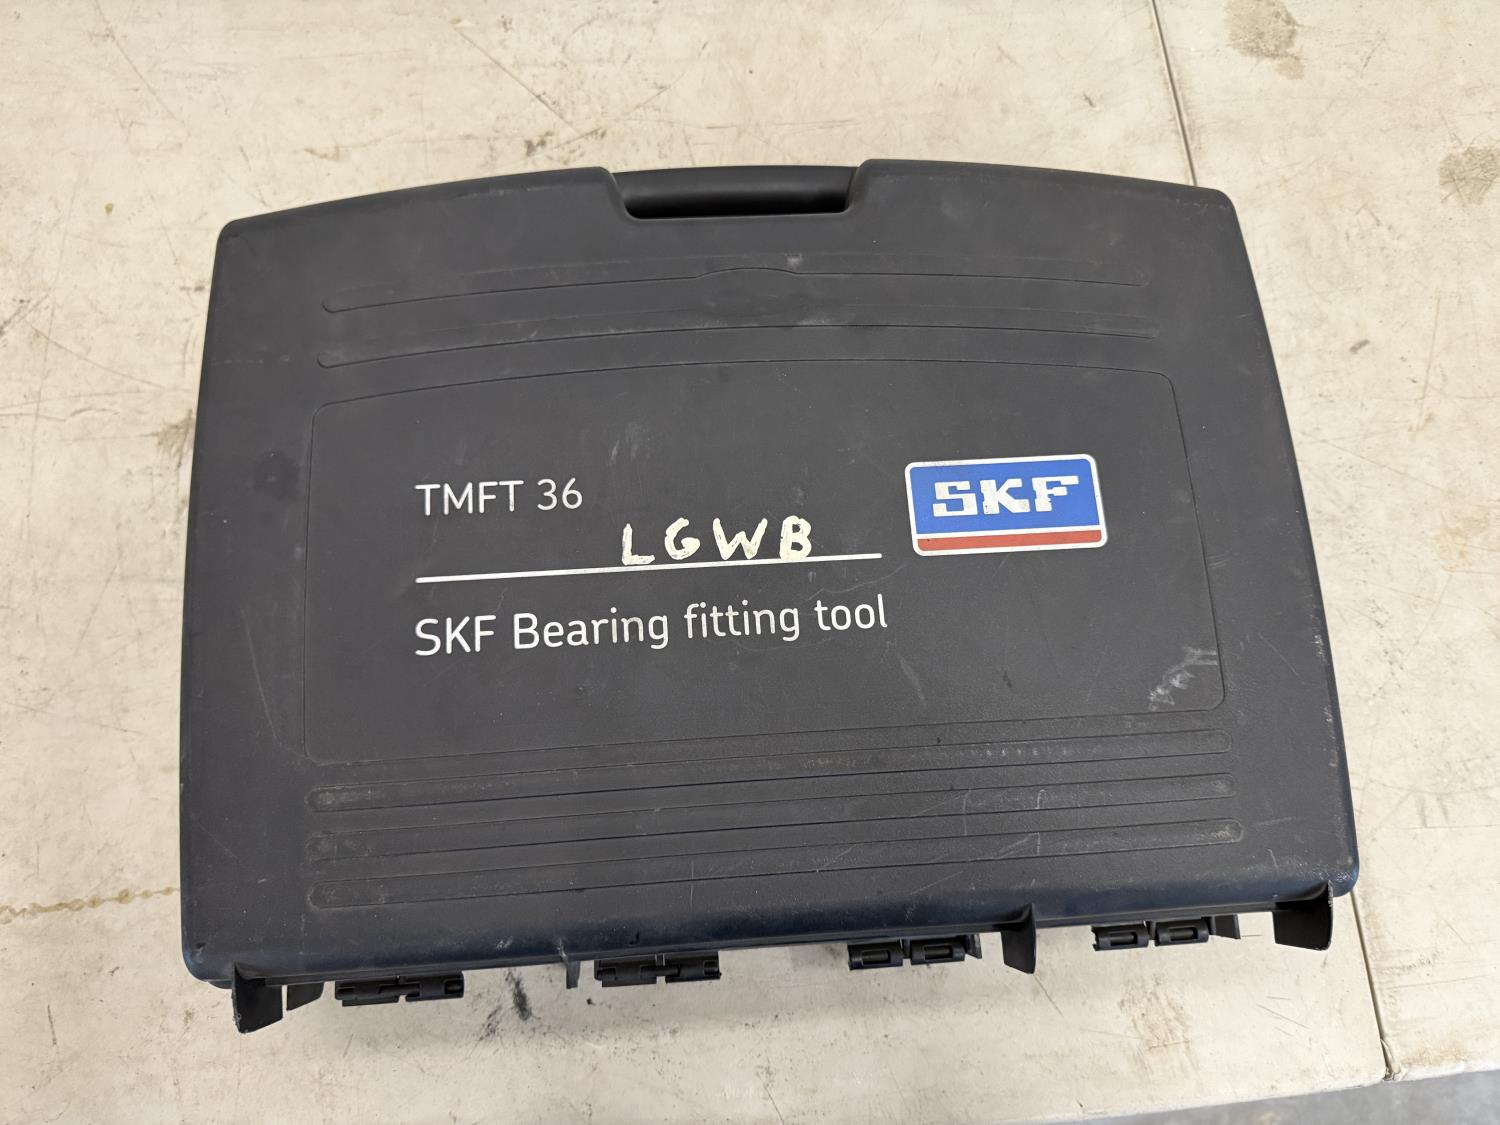 TMFT 36
LGWB
SKF
SKF Bearing fitting tool